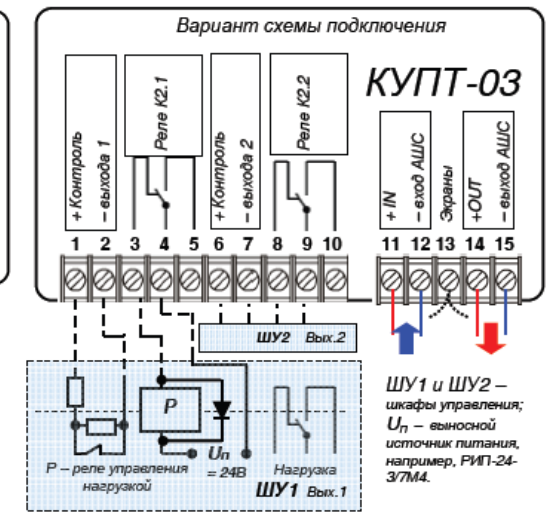 Вариант схемы подключения
КУПТ-03
+ Контроль
– выхода 1
Реле К2.1
+ Контроль
– выхода 2
Реле К2.2
+ IN
– вход АШС
Экраны
+OUT
– выход АШС
1 2 3 4 5 6 7 8 9 10
11 12 13 14 15
ШУ2 Вых.2
P
Uп
= 24В
P – реле управления
нагрузкой
Нагрузка
ШУ1 Вых.1
ШУ1 и ШУ2 –
шкафы управления;
Uп – выносной
источник питания,
например, РИП-24-
3/7М4.